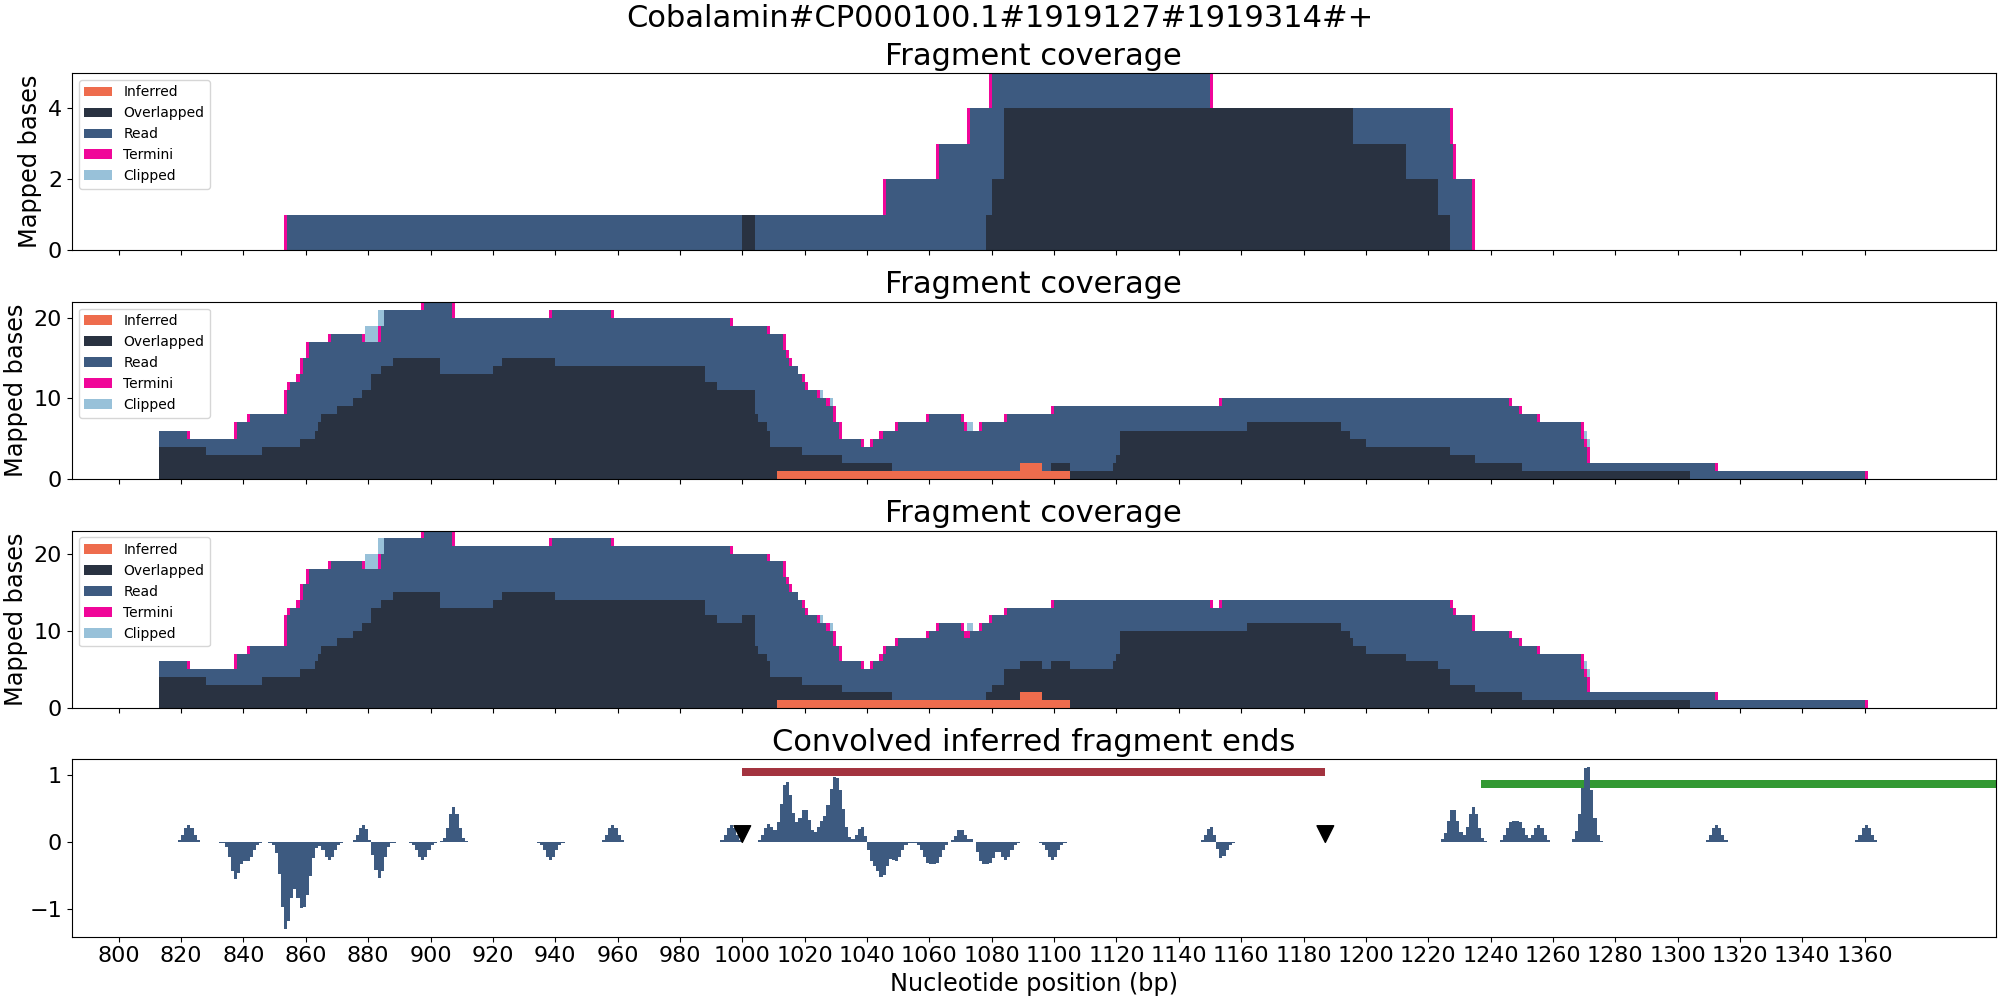 Cobalamin#CP000100.1#1919127#1919314#+
Fragment coverage
Mapped bases
4
2
0
Inferred
Overlapped
Read
Termini
Clipped
Fragment coverage
Mapped bases
20
10
0
Inferred
Overlapped
Read
Termini
Clipped
Fragment coverage
Mapped bases
20
10
0
Inferred
Overlapped
Read
Termini
Clipped
Convolved inferred fragment ends
1
0
−1
800 820 840 860 880 900 920 940 960 980 1000 1020 1040 1060 1080 1100 1120 1140 1160 1180 1200 1220 1240 1260 1280 1300 1320 1340 1360
Nucleotide position (bp)